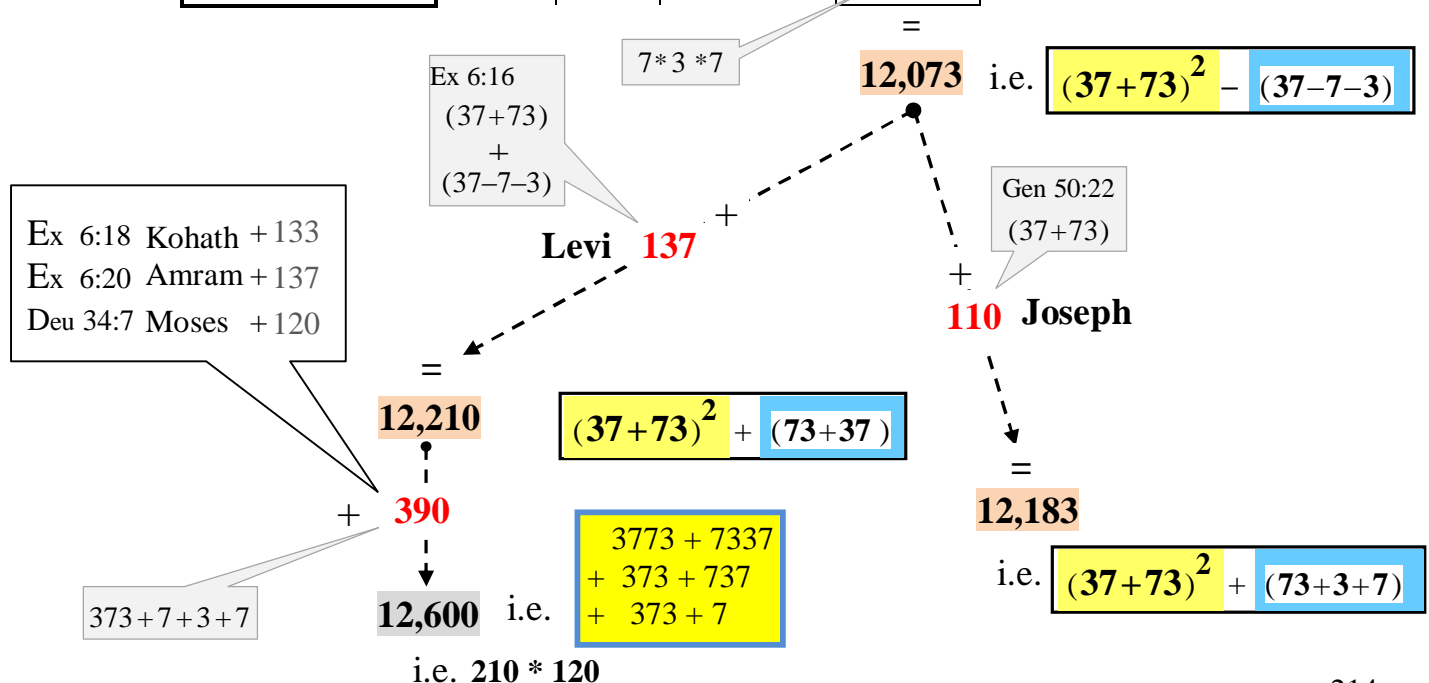 =
7*3*7
12,073 i.e. (37+73)² – (37–7–3)
Ex 6:16
(37+73)
+
(37–7–3)
Gen 50:22
(37+73)
+
Levi 137
+
110 Joseph
Ex 6:18 Kohath +133
Ex 6:20 Amram +137
Deu 34:7 Moses +120
=
12,210
(37+73)² + (73+37 )
=
12,183
i.e. (37+73)² + (73+3+7)
+ 390
373+7+3+7
12,600 i.e.
3773 + 7337
+ 373 + 737
+ 373 + 7
i.e. 210 * 120